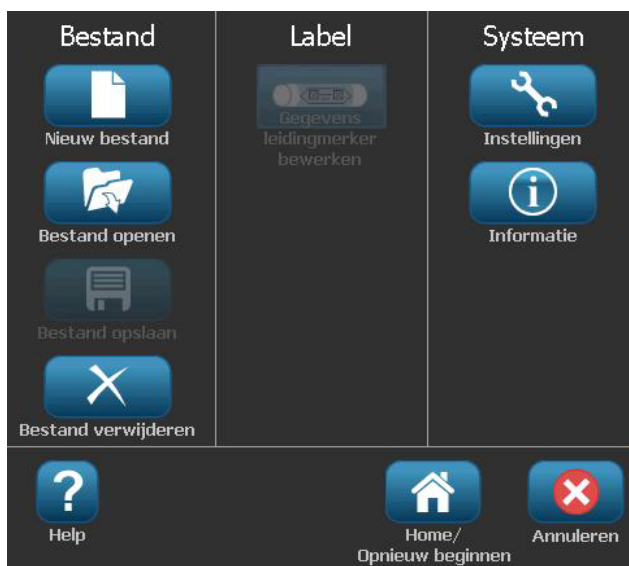 Bestand
Nieuw bestand
Bestand openen
Bestand opslaan
Bestand verwijderen
Label
Gegevens
leidingmerker
bewerken
Systeem
Instellingen
Informatie
?
Help
Home/
Opnieuw beginnen
Annuleren